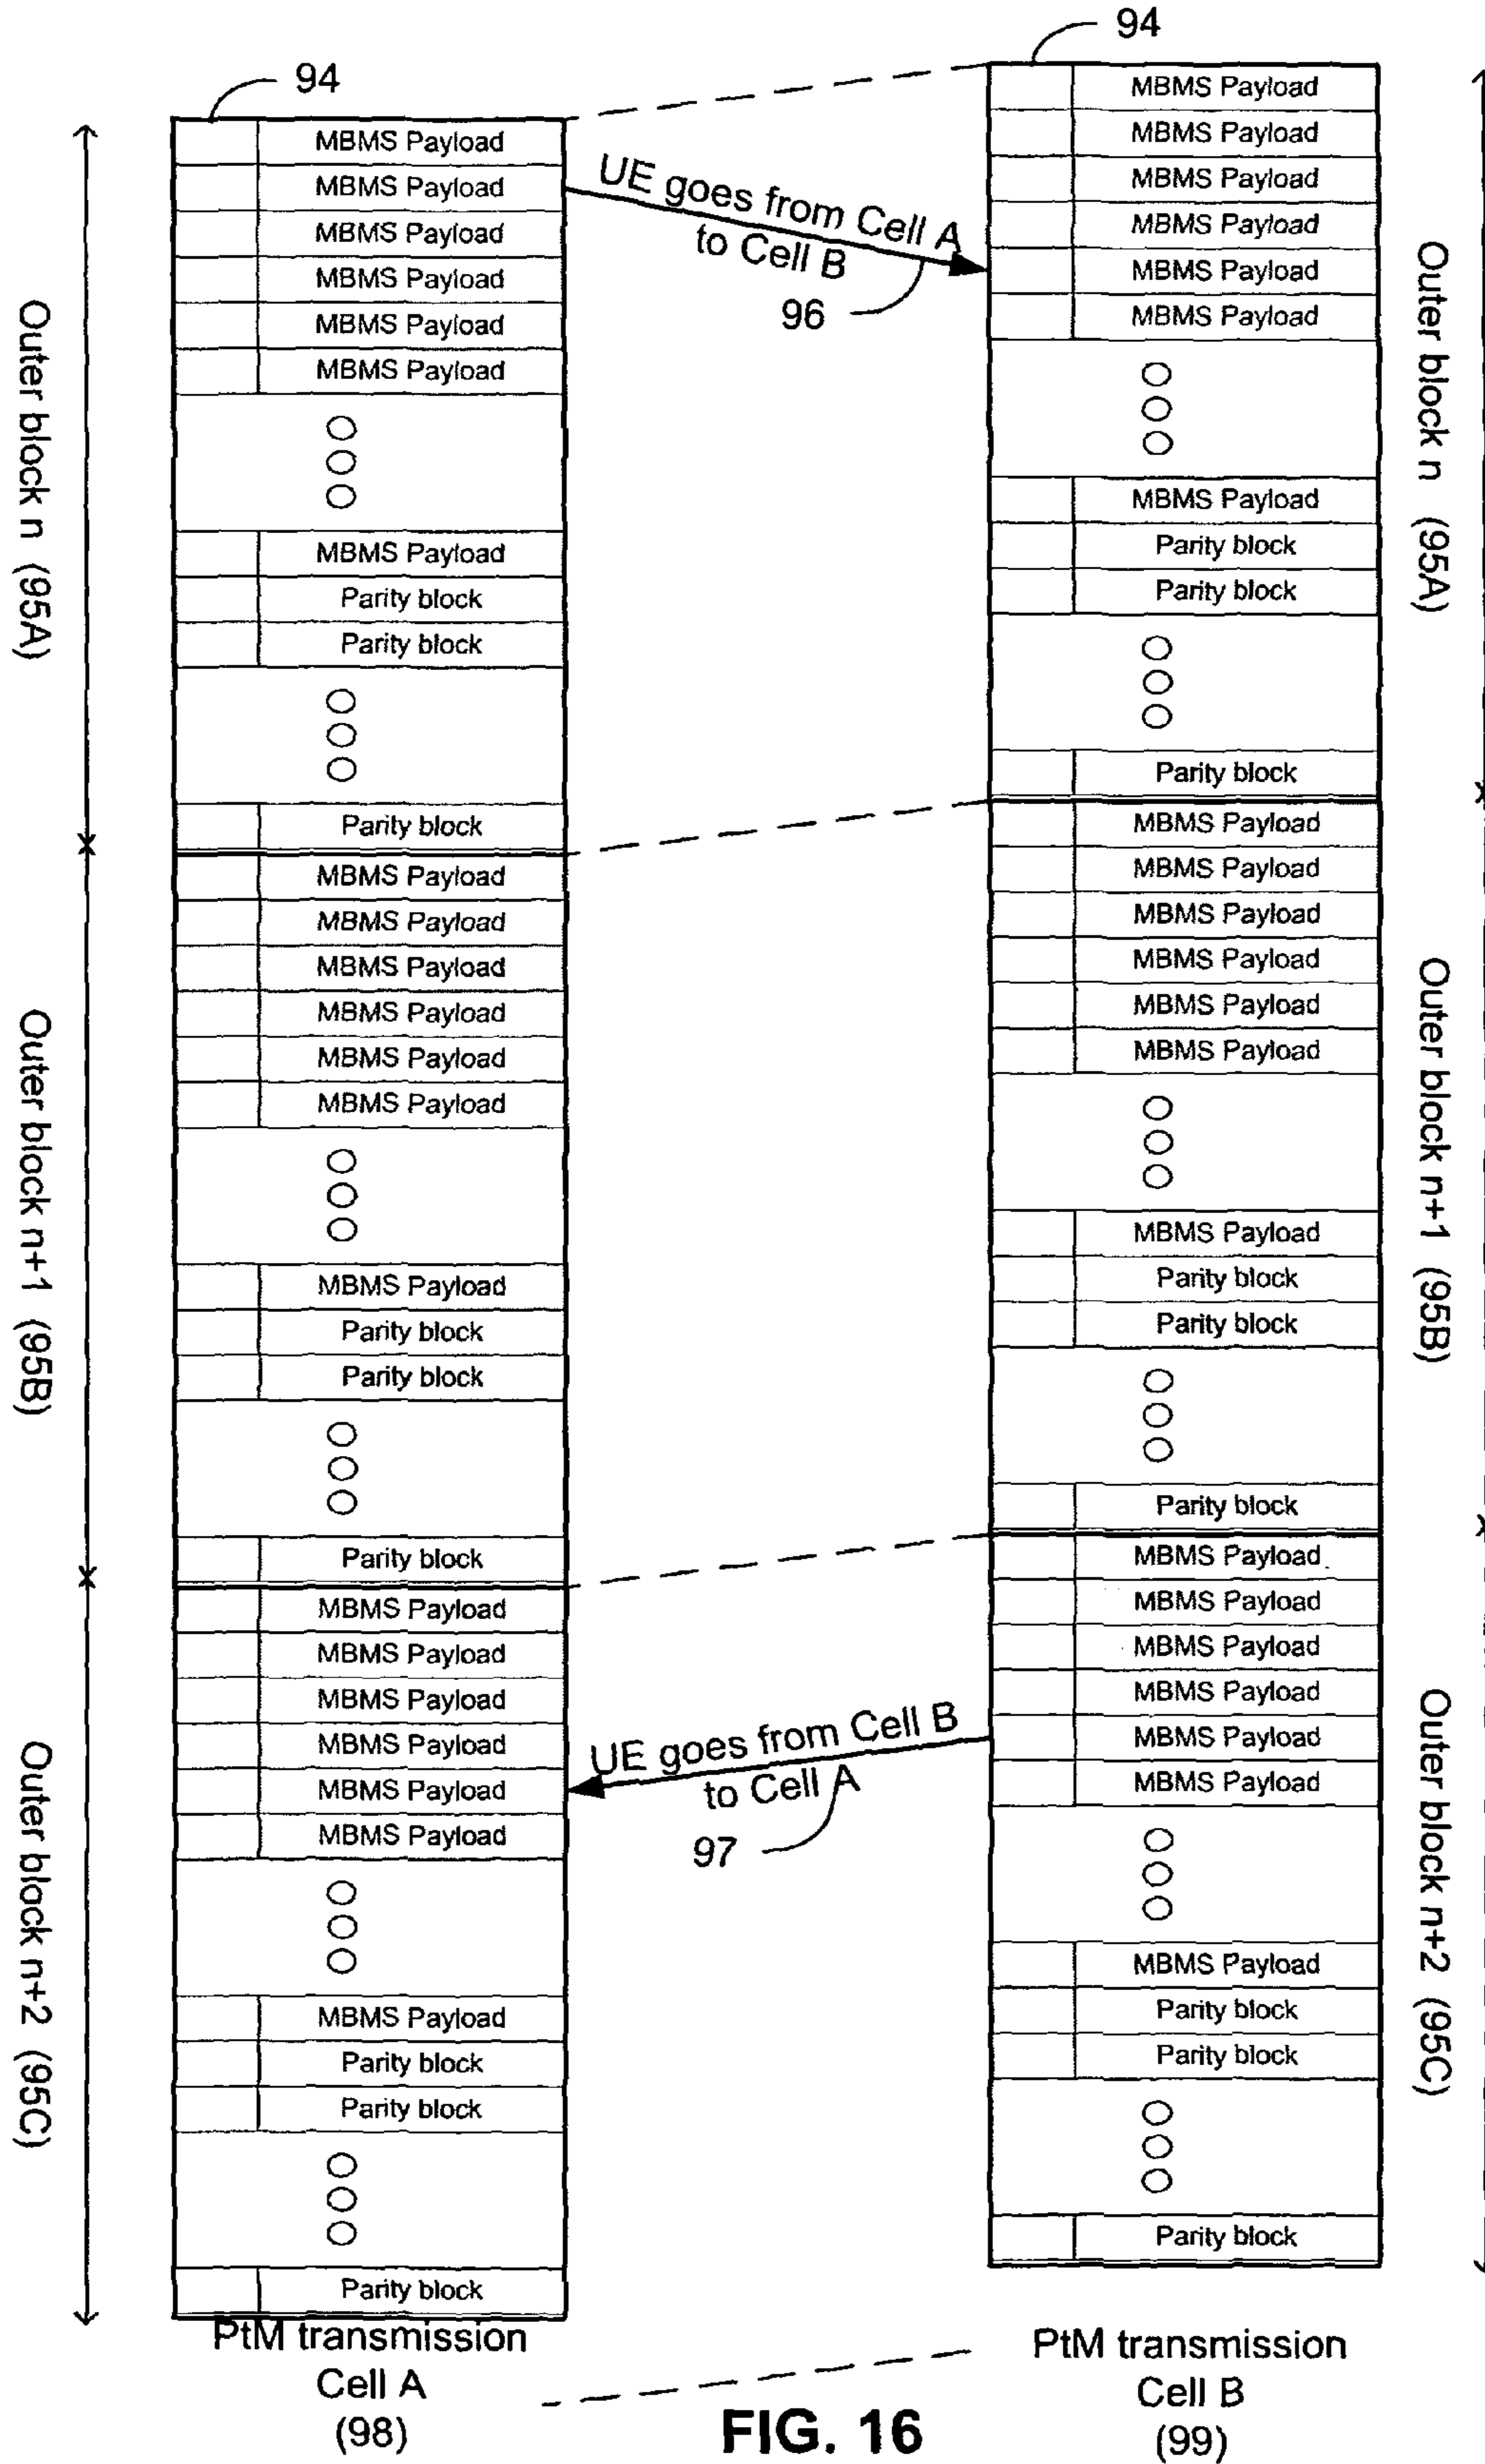 94
MBMS Payload
MBMS Payload
MBMS Payload
MBMS Payload
MBMS Payload
MBMS Payload
MBMS Payload
Parity block
Parity block
Parity block
Outer block n (95A)
MBMS Payload
MBMS Payload
MBMS Payload
MBMS Payload
MBMS Payload
MBMS Payload
MBMS Payload
Parity block
Parity block
Parity block
Outer block n+1 (95B)
MBMS Payload
MBMS Payload
MBMS Payload
MBMS Payload
MBMS Payload
MBMS Payload
MBMS Payload
Parity block
Parity block
Parity block
Outer block n+2 (95C)
PtM transmission
Cell A
(98)
UE goes from Cell A
to Cell B
96
UE goes from Cell B
to Cell A
97
94
MBMS Payload
MBMS Payload
MBMS Payload
MBMS Payload
MBMS Payload
MBMS Payload
MBMS Payload
Parity block
Parity block
Parity block
Outer block n (95A)
MBMS Payload
MBMS Payload
MBMS Payload
MBMS Payload
MBMS Payload
MBMS Payload
MBMS Payload
Parity block
Parity block
Parity block
Outer block n+1 (95B)
MBMS Payload
MBMS Payload
MBMS Payload
MBMS Payload
MBMS Payload
MBMS Payload
MBMS Payload
Parity block
Parity block
Parity block
Outer block n+2 (95C)
PtM transmission
Cell B
(99)
FIG. 16